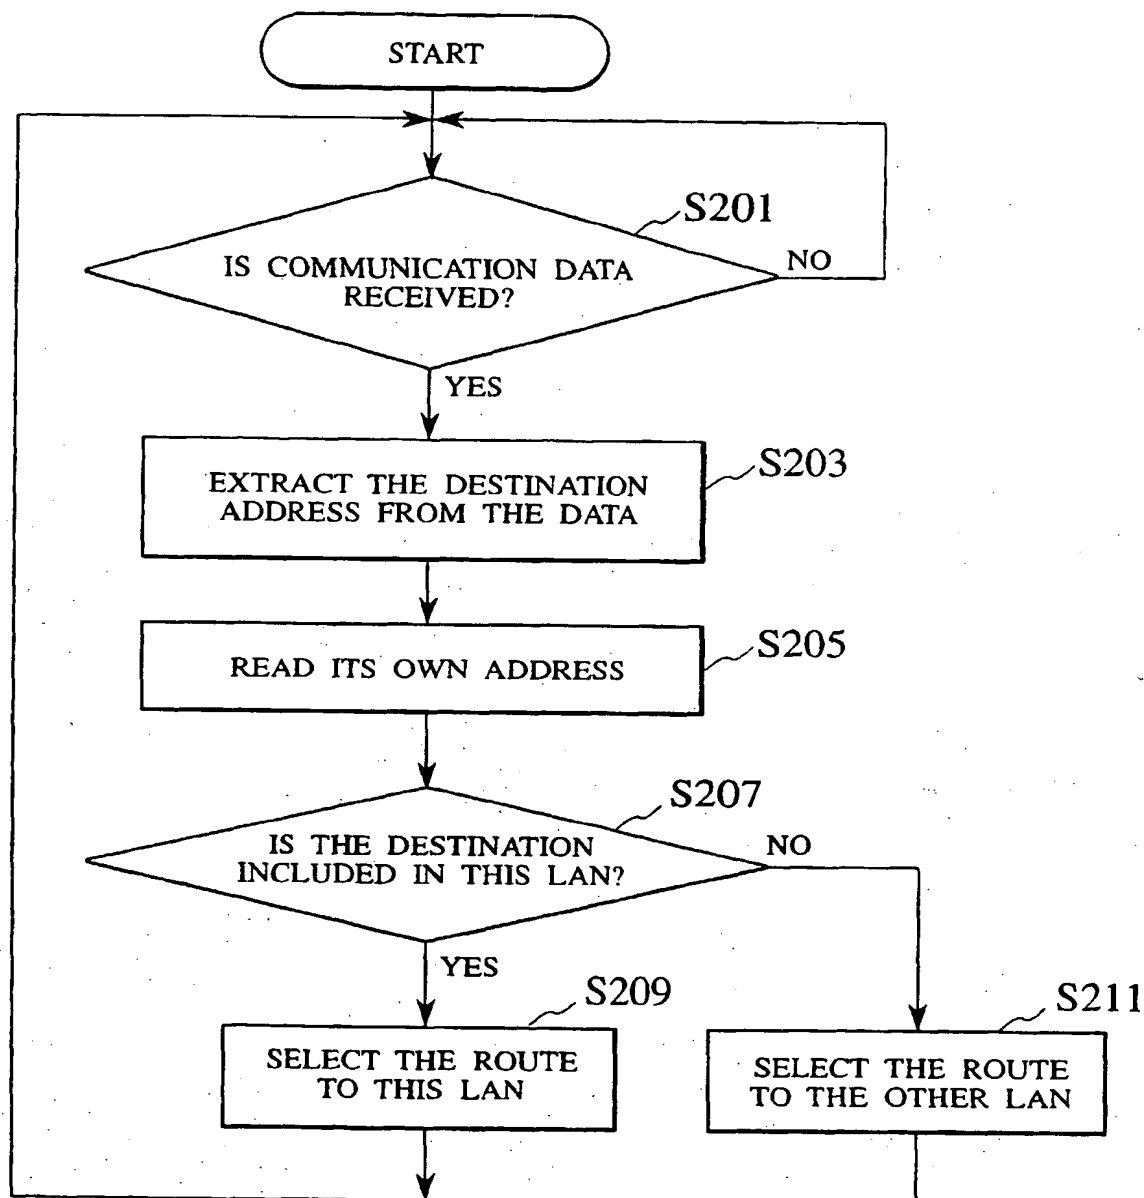 START
S201
IS COMMUNICATION DATA
RECEIVED?
NO
YES
S203
EXTRACT THE DESTINATION
ADDRESS FROM THE DATA
S205
READ ITS OWN ADDRESS
S207
IS THE DESTINATION
INCLUDED IN THIS LAN?
NO
YES
S209
SELECT THE ROUTE
TO THIS LAN
S211
SELECT THE ROUTE
TO THE OTHER LAN